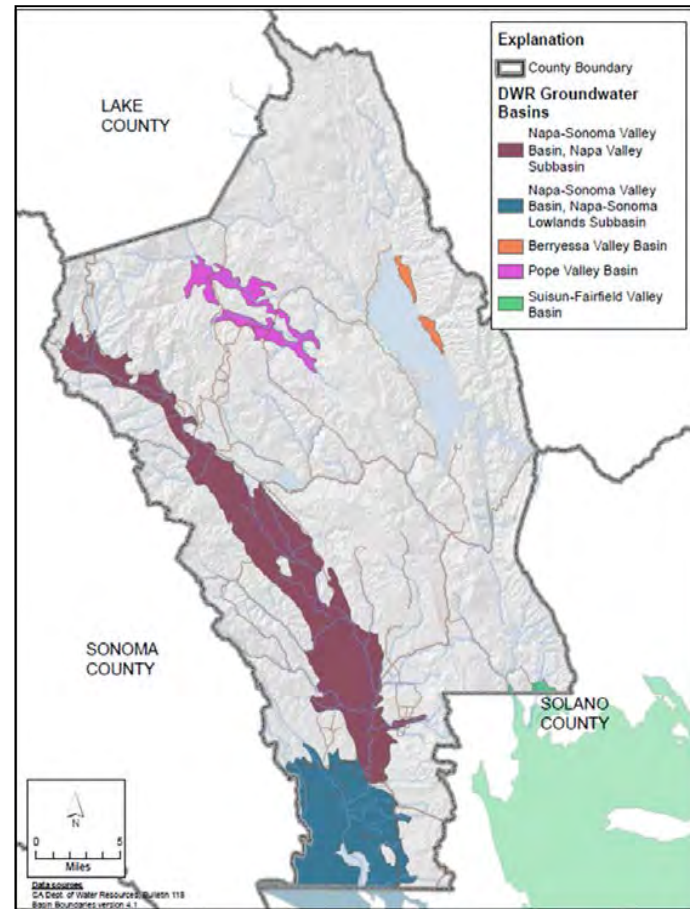 Explanation
County Boundary
DWR Groundwater
Basins
Napa-Sonoma Valley
Basin, Napa Valley
Subbasin
Napa-Sonoma Valley
Basin, Napa-Sonoma
Lowlands Subbasin
Berryessa Valley Basin
Pope Valley Basin
Suisun-Fairfield Valley
Basin
LAKE
COUNTY
SONOMA
COUNTY
SOLANO
COUNTY
N
0 5
Miles
Data sources
CA Dept. of Water Resources, Bulletin 118
Basin Boundaries version 4.1